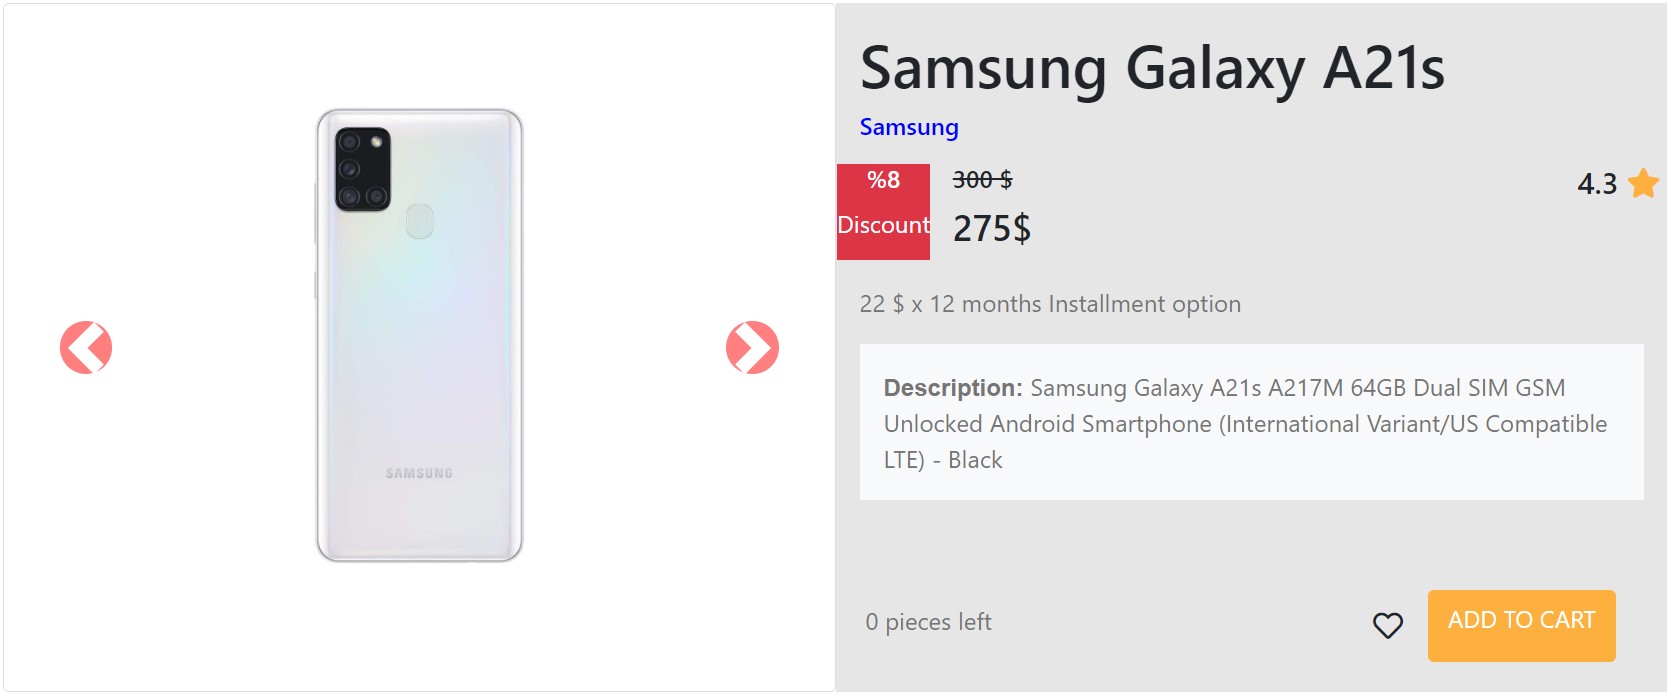 SAMSUNG
Samsung Galaxy A21s
Samsung
%8
Discount
300 $
275$
4.3
22 $ x 12 months Installment option
Description: Samsung Galaxy A21s A217M 64GB Dual SIM GSM
Unlocked Android Smartphone (International Variant/US Compatible
LTE) - Black
0 pieces left
ADD TO CART